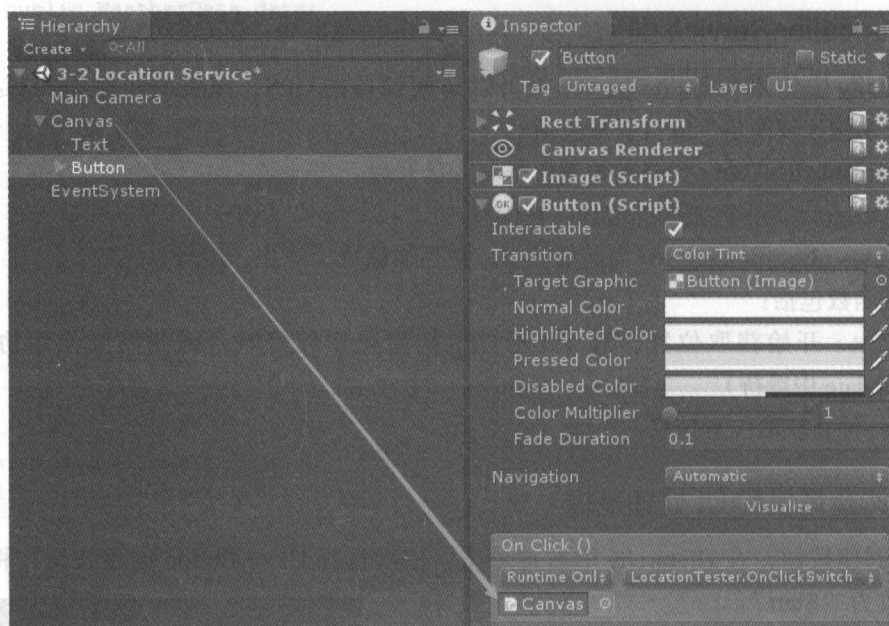 Hierarchy
Create
All
3-2 Location Service*
Main Camera
Canvas
Text
Button
EventSystem
Inspector
Button
Static
Tag Untagged Layer UI
Rect Transform
Canvas Renderer
Image (Script)
OK Button (Script)
Interactable
Transition Color Tint
Target Graphic Button (Image)
Normal Color
Highlighted Color
Pressed Color
Disabled Color
Color Multiplier 1
Fade Duration 0.1
Navigation Automatic
Visualize
On Click ()
Runtime Onl LocationTester.OnClickSwitch
Canvas